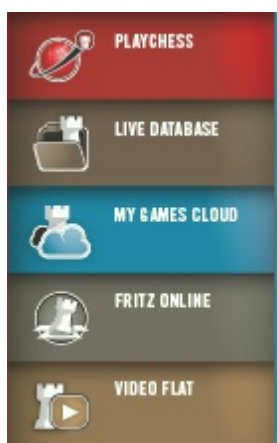 PLAYCHESS
LIVE DATABASE
MY GAMES CLOUD
FRITZ ONLINE
VIDEO FLAT